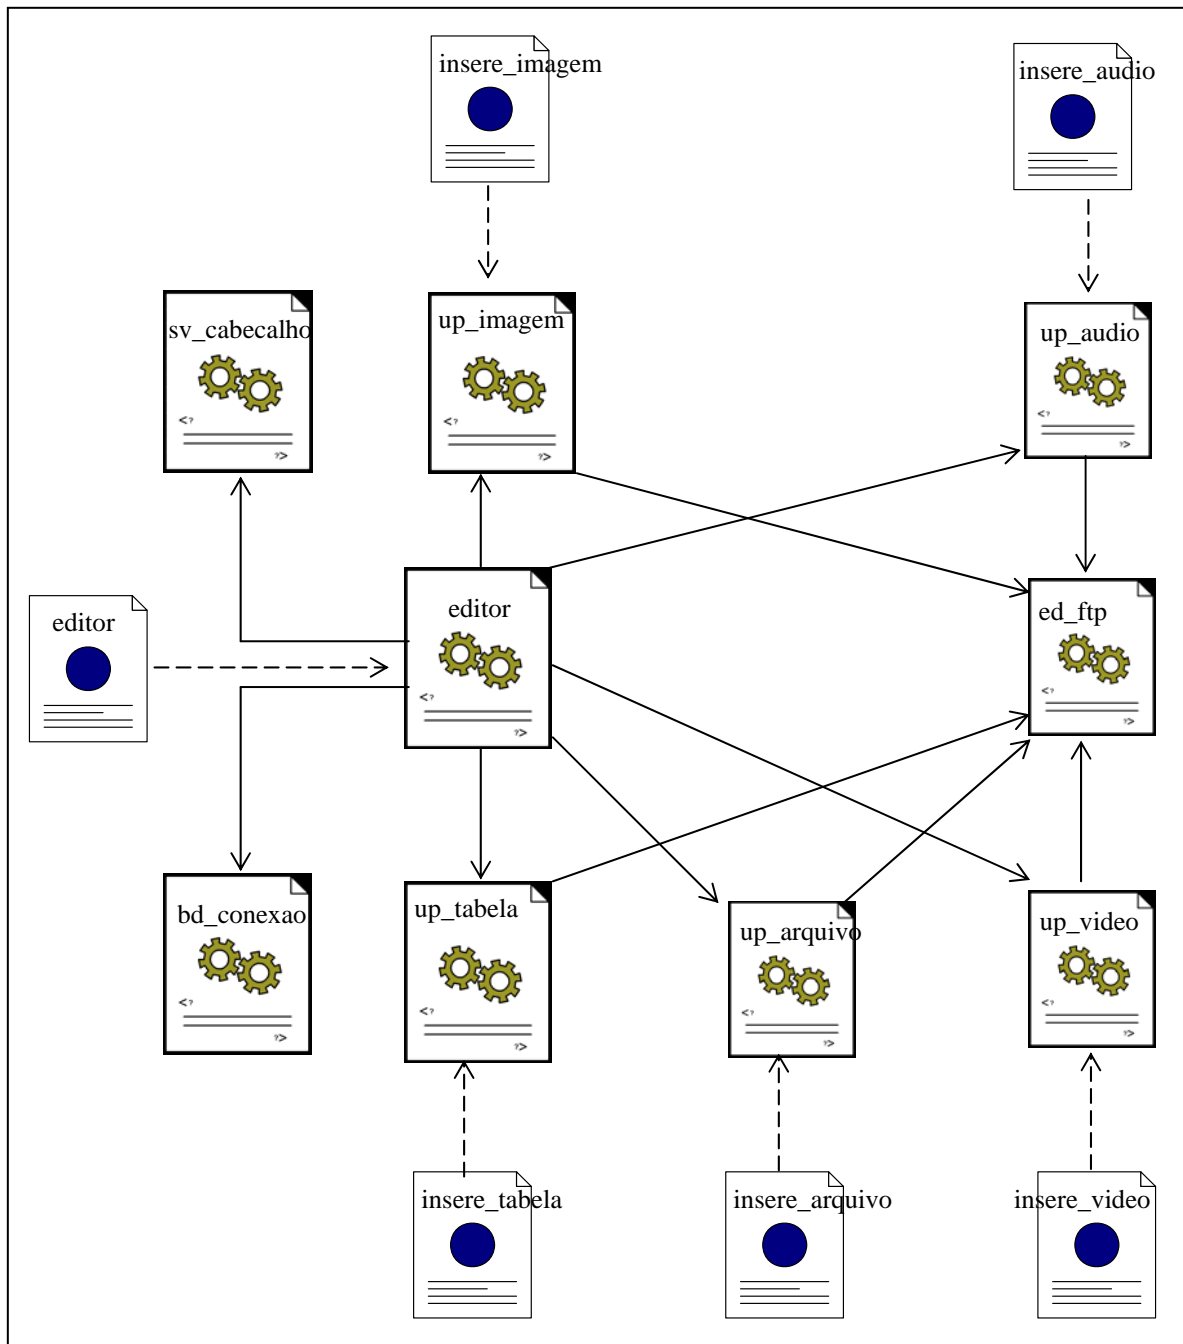 insere_imagem
insere_audio
sv_cabecalho
<?
?>
up_imagem
<?
?>
up_audio
<?
?>
editor
editor
<?
?>
ed_ftp
<?
?>
bd_conexao
<?
?>
up_tabela
<?
?>
up_arquivo
<?
?>
up_video
<?
?>
insere_tabela
insere_arquivo
insere_video